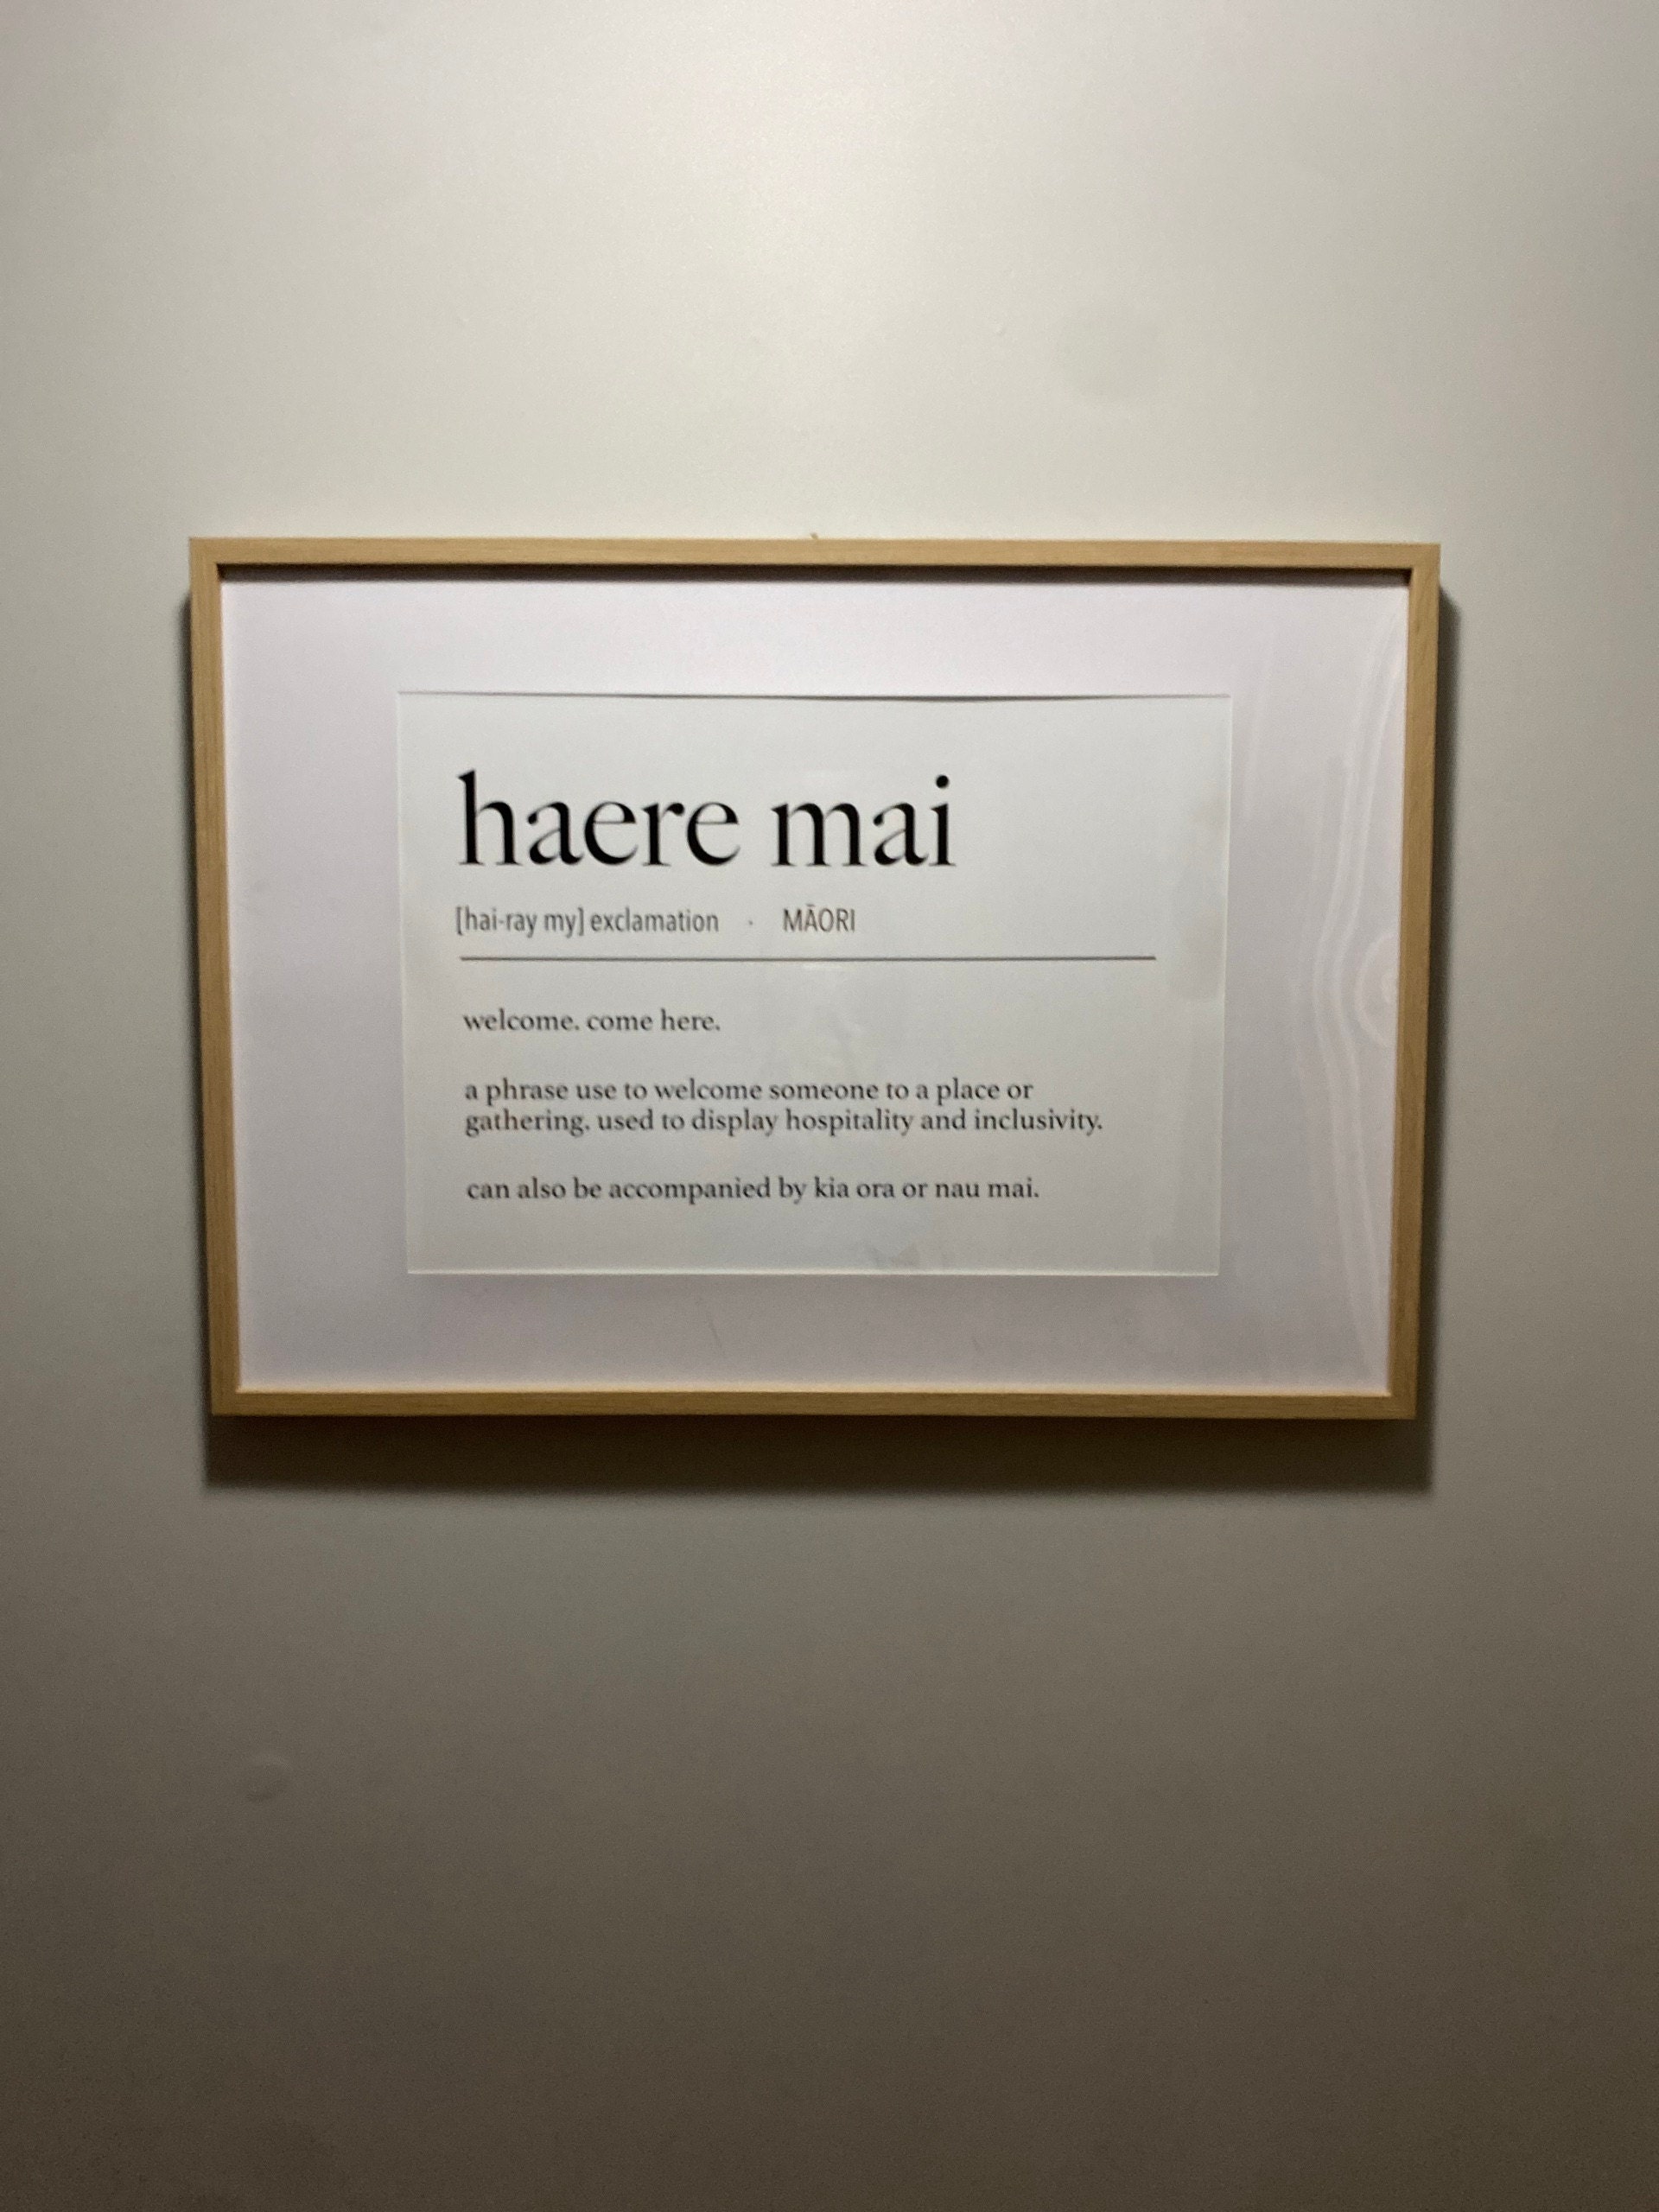 haere mai
[hai-ray my] exclamation · MĀORI
welcome. come here.
a phrase use to welcome someone to a place or
gathering. used to display hospitality and inclusivity.
can also be accompanied by kia ora or nau mai.